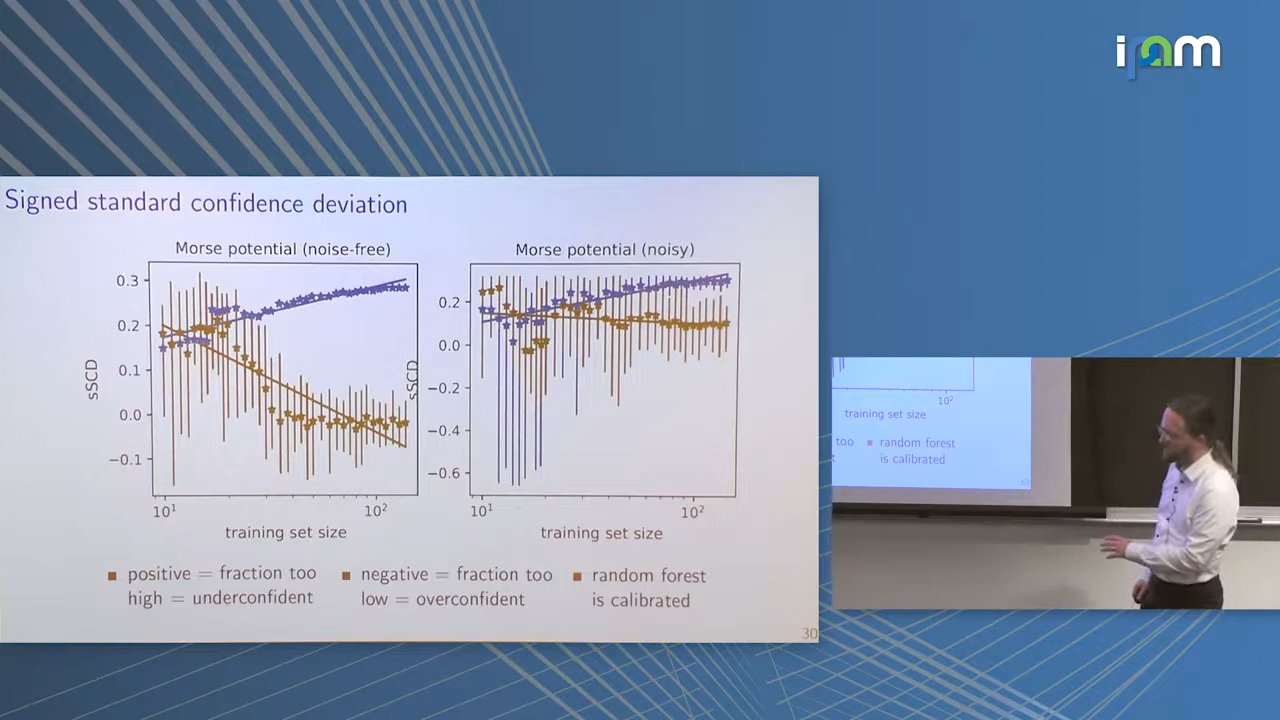 ipam
Signed standard confidence deviation
Morse potential (noise-free)
0.3
0.2
0.1
0.0
−0.1
sSCD
10¹
10²
training set size
Morse potential (noisy)
0.2
0.0
−0.2
−0.4
−0.6
sSCD
10¹
10²
training set size
positive = fraction too
high = underconfident
negative = fraction too
low = overconfident
random forest
is calibrated
30
10²
training set size
too
random forest
is calibrated